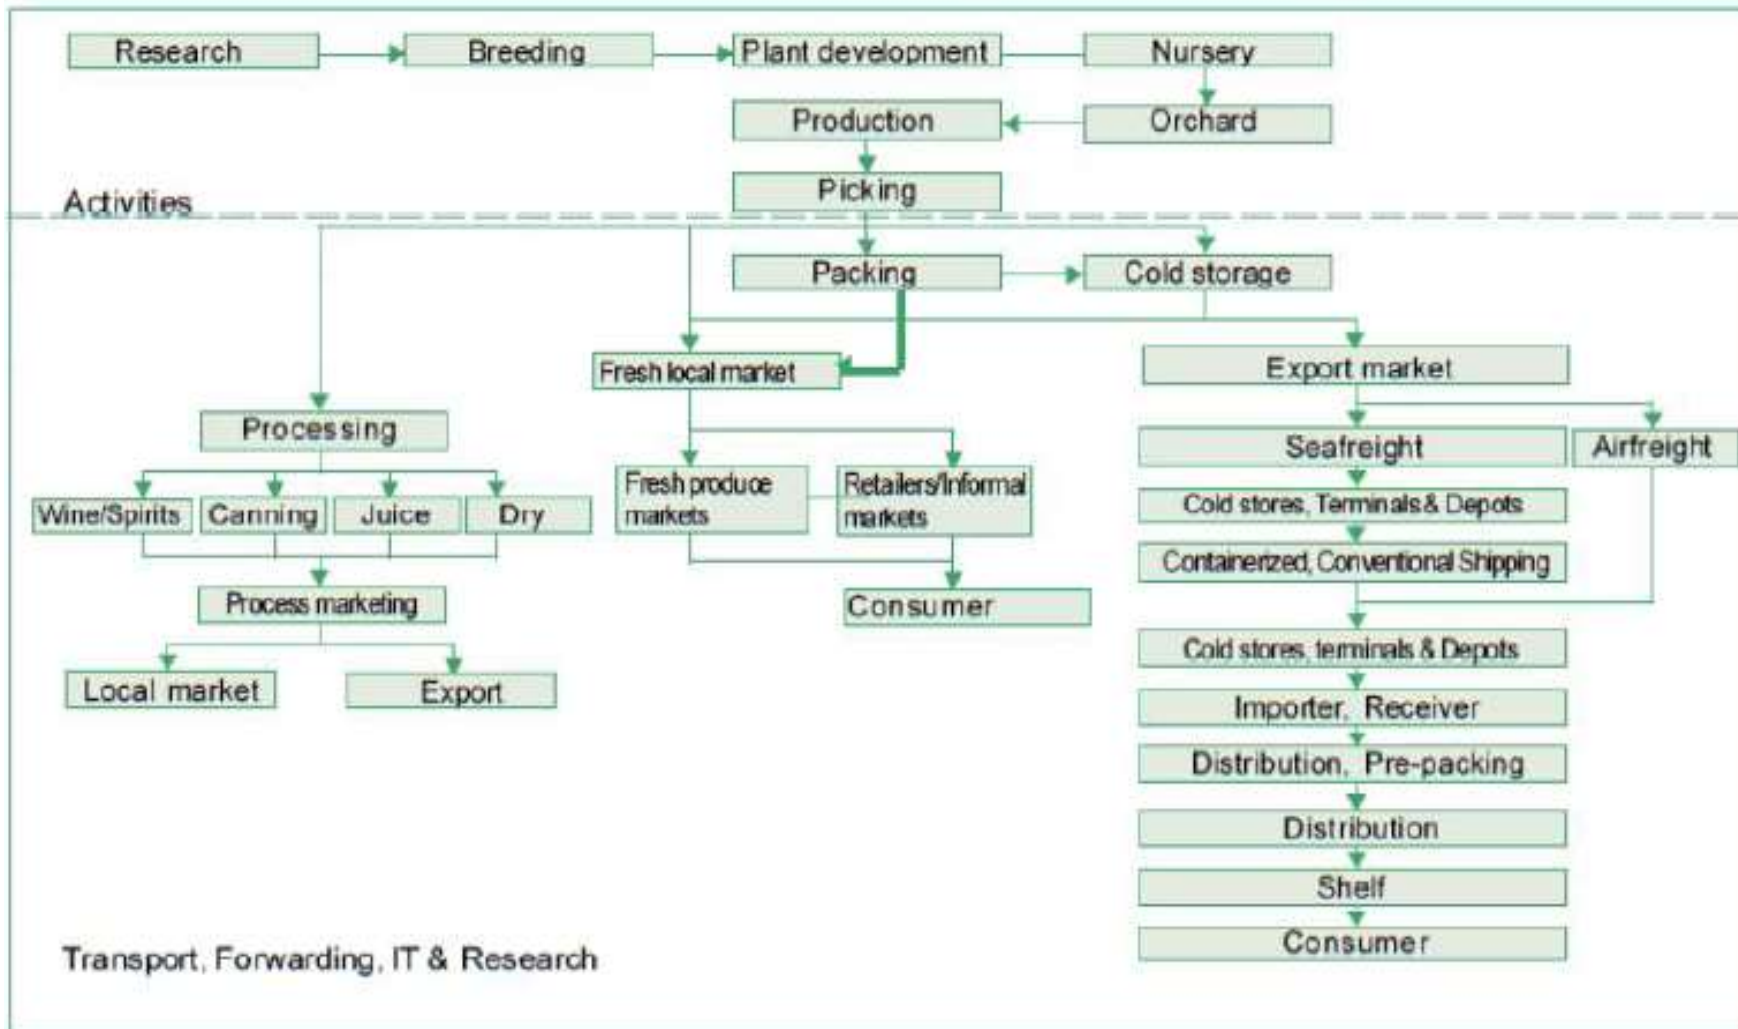 Research
Breeding
Plant development
Nursery
Production
Orchard
Picking
Activities
Packing
Cold storage
Fresh local market
Export market
Processing
Seafreight
Airfreight
Fresh produce
markets
Retailers/Informal
markets
Cold stores, Terminals & Depots
Wine/Spirits
Canning
Juice
Dry
Containerized, Conventional Shipping
Process marketing
Consumer
Cold stores, terminals & Depots
Local market
Export
Importer, Receiver
Distribution, Pre-packing
Distribution
Shelf
Consumer
Transport, Forwarding, IT & Research